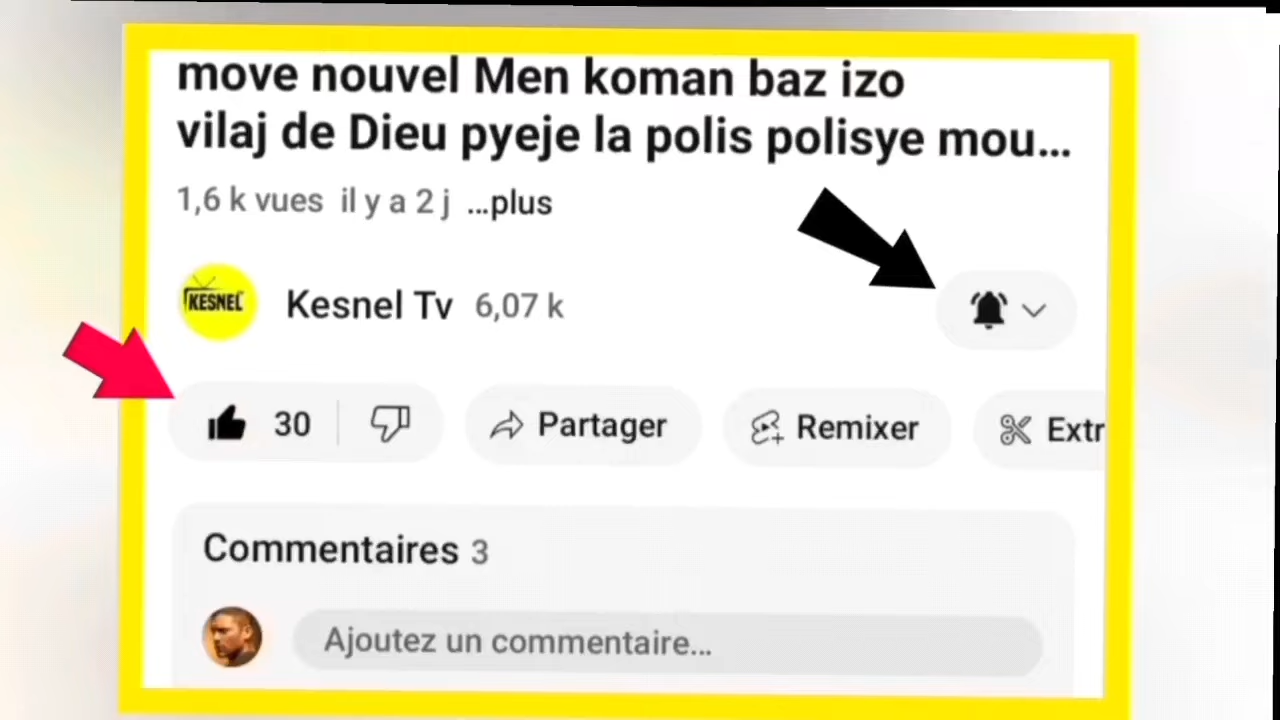 move nouvel Men koman baz izo
vilaj de Dieu pyeje la polis polisye mou...
1,6 k vues il y a 2 j ...plus
KESNEL
Kesnel Tv 6,07 k
30
Partager
Remixer
Extr
Commentaires 3
Ajoutez un commentaire...